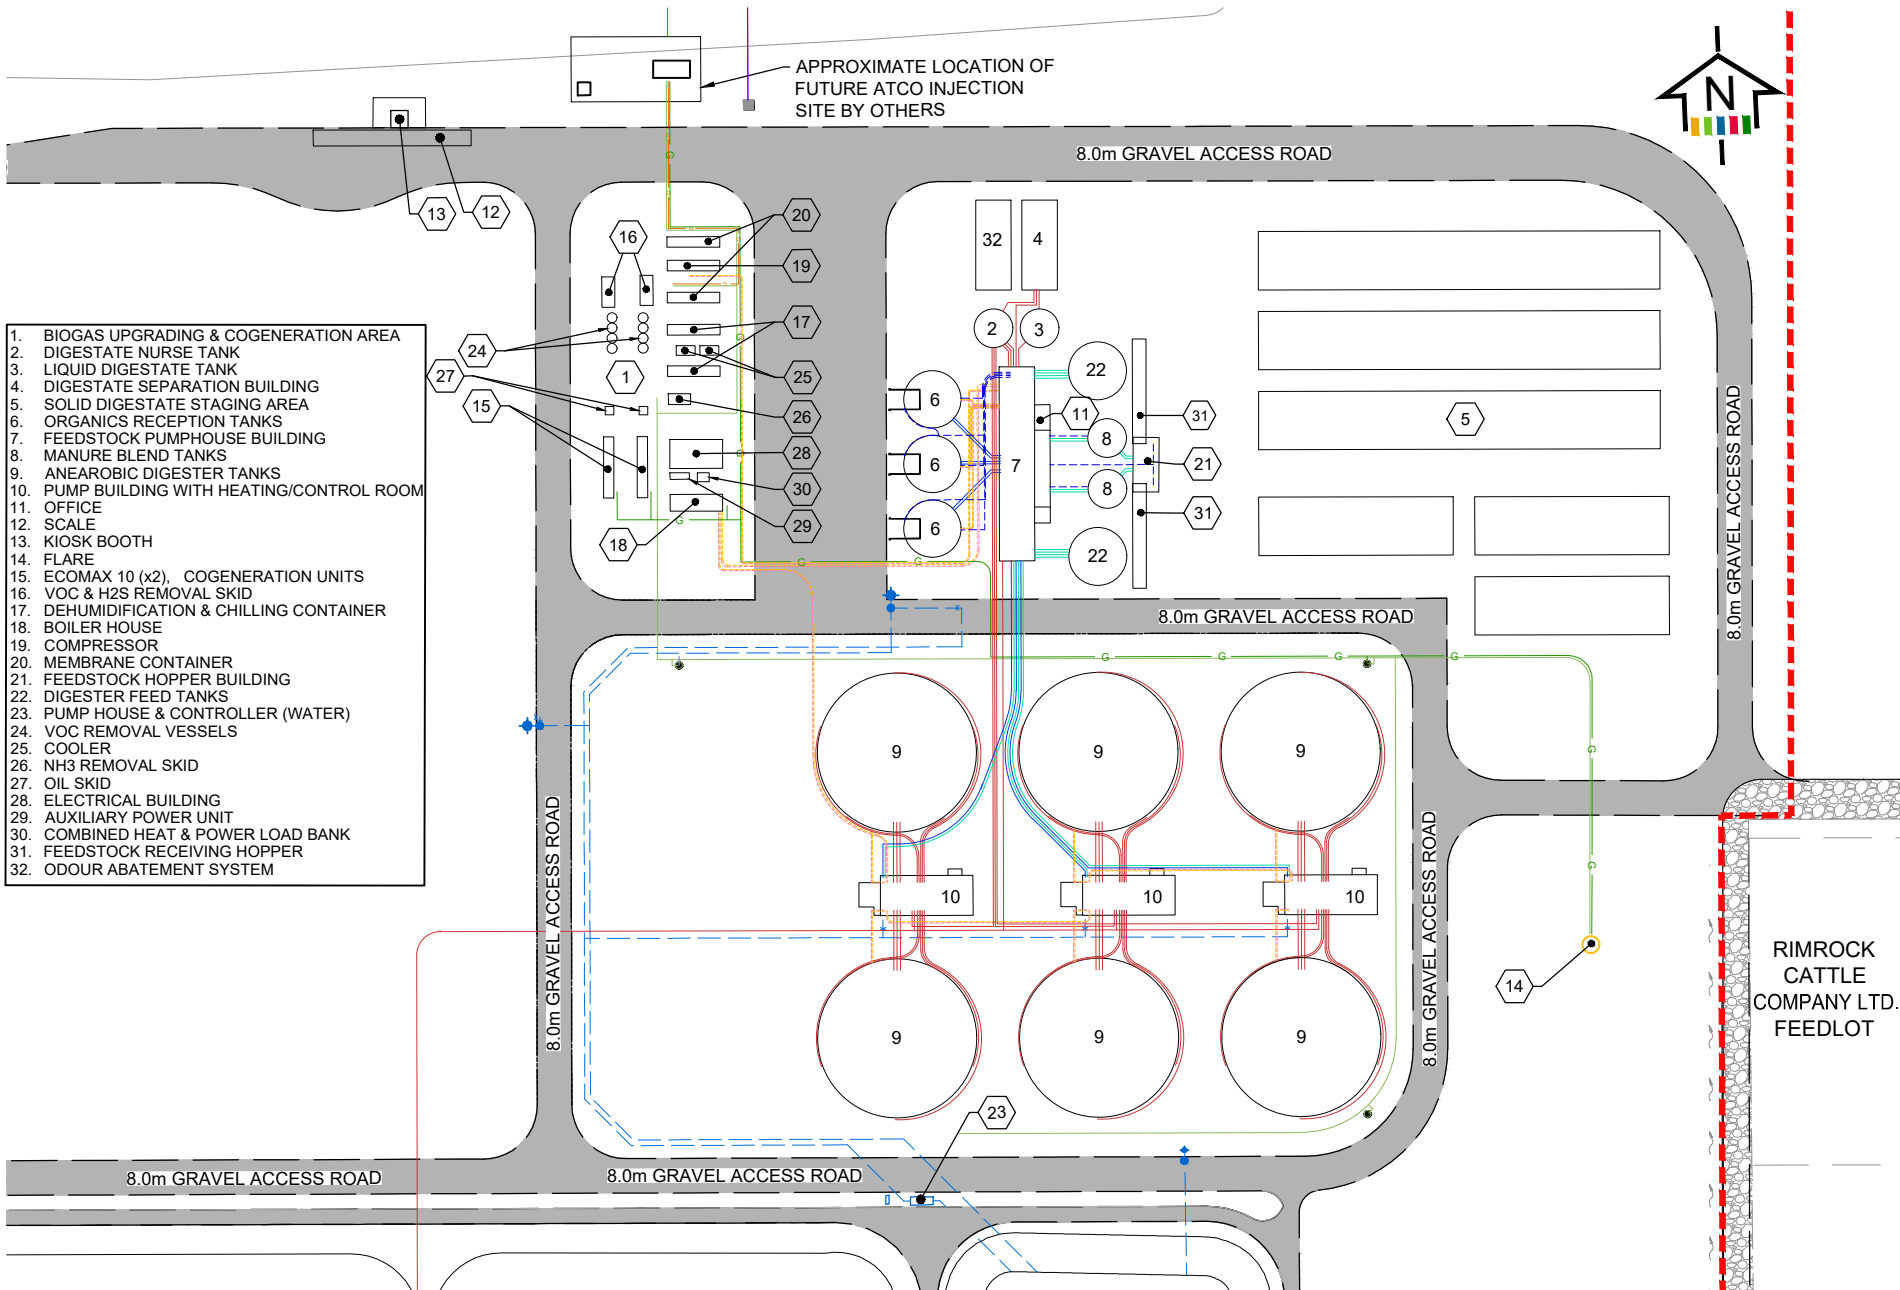 APPROXIMATE LOCATION OF
FUTURE ATCO INJECTION
SITE BY OTHERS
N
8.0m GRAVEL ACCESS ROAD
13
12
20
16
19
32
4
17
2
3
24
1
25
27
15
26
22
6
11
31
5
8.0m GRAVEL ACCESS ROAD
28
6
7
8
21
30
8
31
29
6
18
22
G
G
G
G
G
G
1. BIOGAS UPGRADING & COGENERATION AREA
2. DIGESTATE NURSE TANK
3. LIQUID DIGESTATE TANK
4. DIGESTATE SEPARATION BUILDING
5. SOLID DIGESTATE STAGING AREA
6. ORGANICS RECEPTION TANKS
7. FEEDSTOCK PUMPHOUSE BUILDING
8. MANURE BLEND TANKS
9. ANEAROBIC DIGESTER TANKS
10. PUMP BUILDING WITH HEATING/CONTROL ROOM
11. OFFICE
12. SCALE
13. KIOSK BOOTH
14. FLARE
15. ECOMAX 10 (x2), COGENERATION UNITS
16. VOC & H2S REMOVAL SKID
17. DEHUMIDIFICATION & CHILLING CONTAINER
18. BOILER HOUSE
19. COMPRESSOR
20. MEMBRANE CONTAINER
21. FEEDSTOCK HOPPER BUILDING
22. DIGESTER FEED TANKS
23. PUMP HOUSE & CONTROLLER (WATER)
24. VOC REMOVAL VESSELS
25. COOLER
26. NH3 REMOVAL SKID
27. OIL SKID
28. ELECTRICAL BUILDING
29. AUXILIARY POWER UNIT
30. COMBINED HEAT & POWER LOAD BANK
31. FEEDSTOCK RECEIVING HOPPER
32. ODOUR ABATEMENT SYSTEM
8.0m GRAVEL ACCESS ROAD
G
G
G
G
G
G
9
9
9
8.0m GRAVEL ACCESS ROAD
8.0m GRAVEL ACCESS ROAD
10
10
10
14
RIMROCK
CATTLE
COMPANY LTD.
FEEDLOT
9
9
9
23
8.0m GRAVEL ACCESS ROAD
8.0m GRAVEL ACCESS ROAD